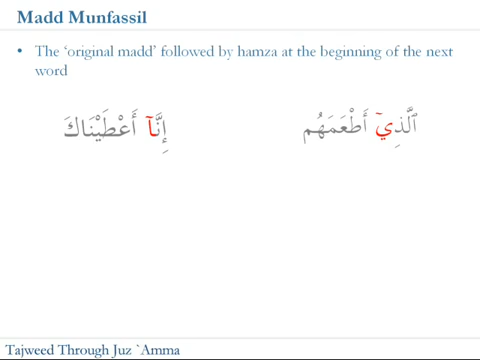 Madd Munfassil
• The ‘original madd’ followed by hamza at the beginning of the next
word
ٱلَّذِيٓ أَطْعَمَهُم
إِنَّآ أَعْطَيْنَاكَ
Tajweed Through Juz `Amma